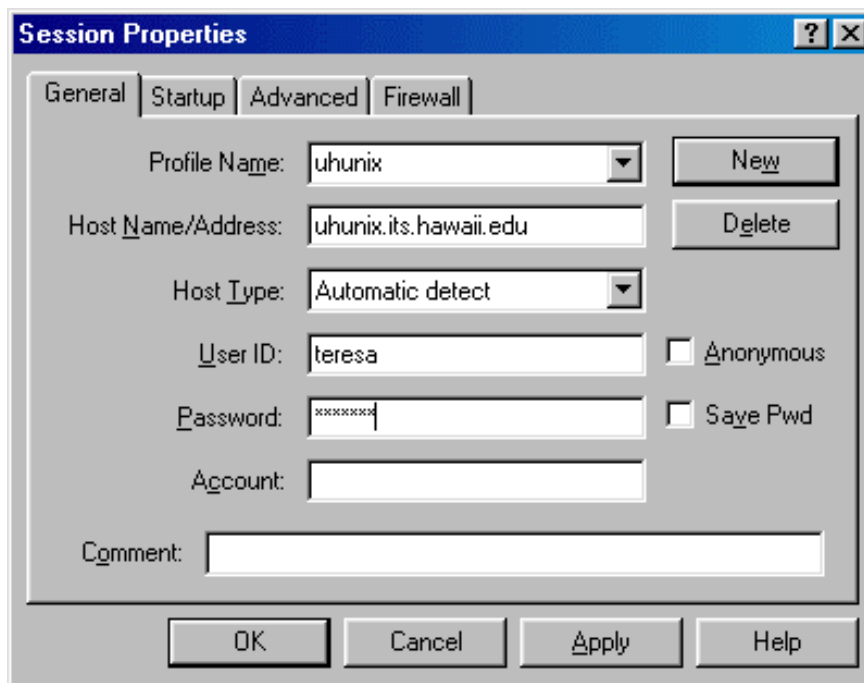 Session Properties
General Startup Advanced Firewall
Profile Name: uhunix New
Host Name/Address: uhunix.its.hawaii.edu Delete
Host Type: Automatic detect
User ID: teresa Anonymous
Password: ******* Save Pwd
Account:
Comment:
OK Cancel Apply Help